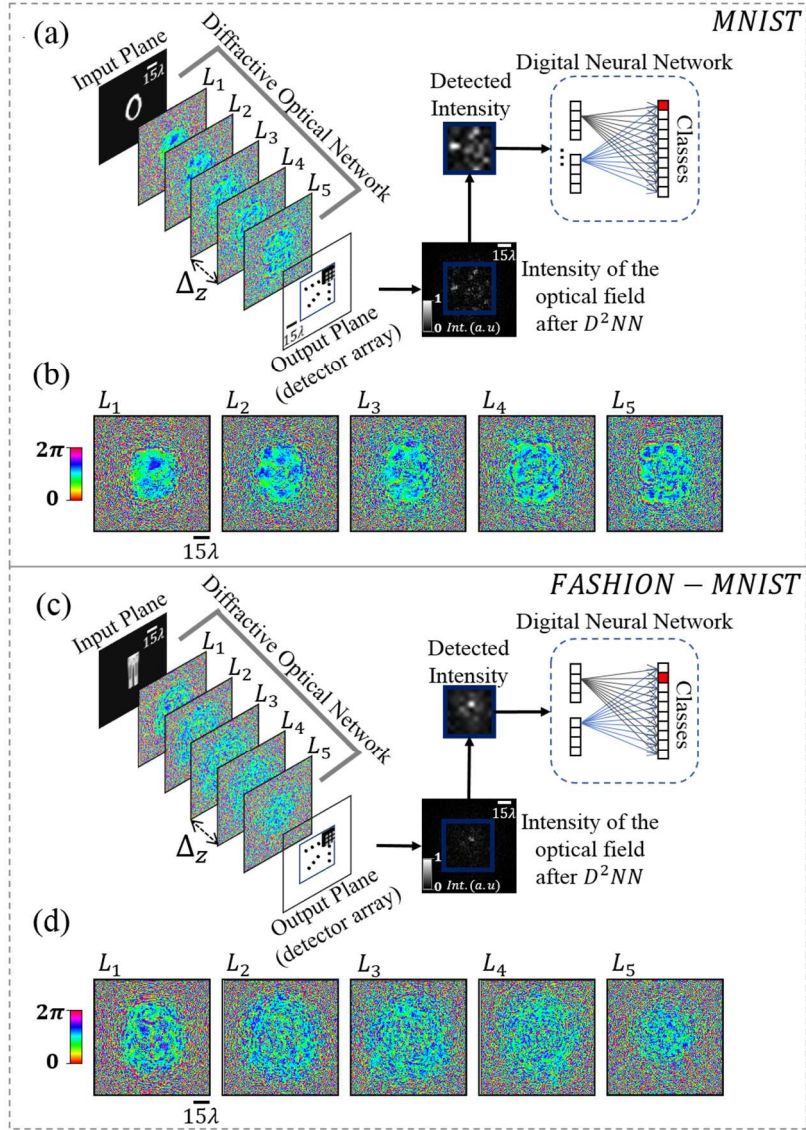 MNIST
(a)
Input Plane
15λ
Diffractive Optical Network
L₁
L₂
L₃
L₄
L₅
Δz
15λ
Output Plane
(detector array)
Detected
Intensity
15λ
1
0
Int.(a.u)
Intensity of the
optical field
after D²NN
Digital Neural Network
Classes
(b)
L₁
L₂
L₃
L₄
L₅
2π
0
15λ
FASHION − MNIST
(c)
Input Plane
15λ
Diffractive Optical Network
L₁
L₂
L₃
L₄
L₅
Δz
Output Plane
(detector array)
Detected
Intensity
15λ
1
0
Int.(a.u)
Intensity of the
optical field
after D²NN
Digital Neural Network
Classes
(d)
L₁
L₂
L₃
L₄
L₅
2π
0
15λ